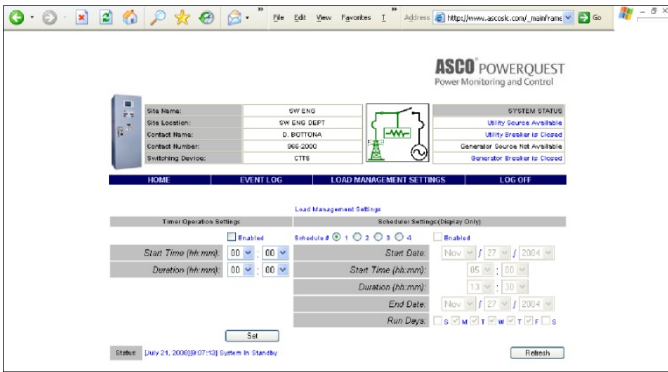 File Edit View Favorites T Address http://www.ascoslc.com/_mainframe Go
ASCO POWERQUEST
Power Monitoring and Control
Site Name: SW ENG SYSTEM STATUS
Site Location: SW ENG DEPT Utility Source Available
Contact Name: D. BOTTONA Utility Breaker is Closed
Contact Number: 966-2000 Generator Source Not Available
Switching Device: CTTS Generator Breaker is Closed
HOME EVENT LOG LOAD MANAGEMENT SETTINGS LOG OFF
Load Management Settings
Timer Operation Settings Scheduler Settings(Display Only)
Enabled Schedule# 1 2 3 4 Enabled
Start Time (hh:mm): 00 : 00 Start Date: Nov / 27 / 2004
Duration (hh:mm): 00 : 00 Start Time (hh:mm): 05 : 00
Duration (hh:mm): 13 : 30
End Date: Nov / 27 / 2004
Run Days: S M T W T F S
Set
Status: [July 21, 2008][9:07:13] System In Standby Refresh